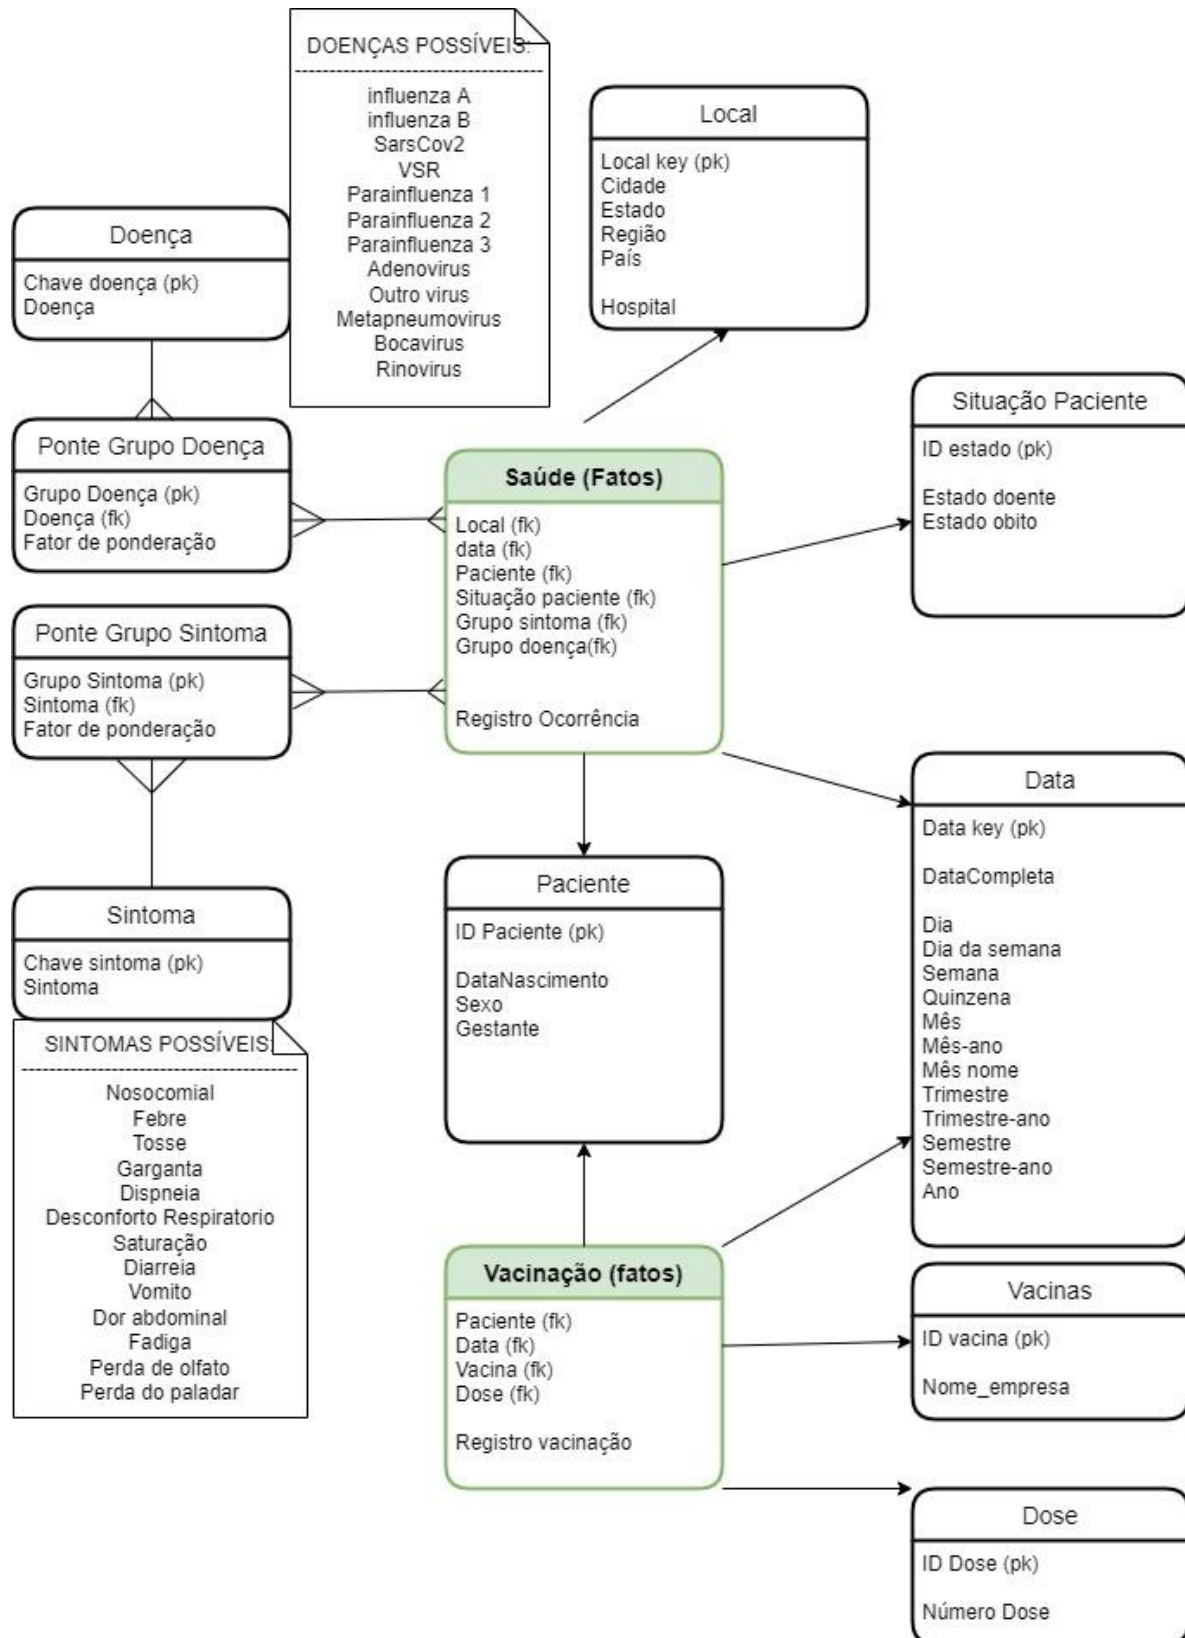 DOENÇAS POSSÍVEIS:
influenza A
influenza B
SarsCov2
VSR
Parainfluenza 1
Parainfluenza 2
Parainfluenza 3
Adenovirus
Outro virus
Metapneumovirus
Bocavirus
Rinovirus
Local
Local key (pk)
Cidade
Estado
Região
País
Hospital
Doença
Chave doença (pk)
Doença
Situação Paciente
ID estado (pk)
Estado doente
Estado obito
Ponte Grupo Doença
Grupo Doença (pk)
Doença (fk)
Fator de ponderação
Saúde (Fatos)
Local (fk)
data (fk)
Paciente (fk)
Situação paciente (fk)
Grupo sintoma (fk)
Grupo doença(fk)
Registro Ocorrência
Ponte Grupo Sintoma
Grupo Sintoma (pk)
Sintoma (fk)
Fator de ponderação
Data
Data key (pk)
DataCompleta
Dia
Dia da semana
Semana
Quinzena
Mês
Mês-ano
Mês nome
Trimestre
Trimestre-ano
Semestre
Semestre-ano
Ano
Paciente
ID Paciente (pk)
DataNascimento
Sexo
Gestante
Sintoma
Chave sintoma (pk)
Sintoma
SINTOMAS POSSÍVEIS:
Nosocomial
Febre
Tosse
Garganta
Dispneia
Desconforto Respiratorio
Saturação
Diarreia
Vomito
Dor abdominal
Fadiga
Perda de olfato
Perda do paladar
Vacinação (fatos)
Paciente (fk)
Data (fk)
Vacina (fk)
Dose (fk)
Registro vacinação
Vacinas
ID vacina (pk)
Nome_empresa
Dose
ID Dose (pk)
Número Dose